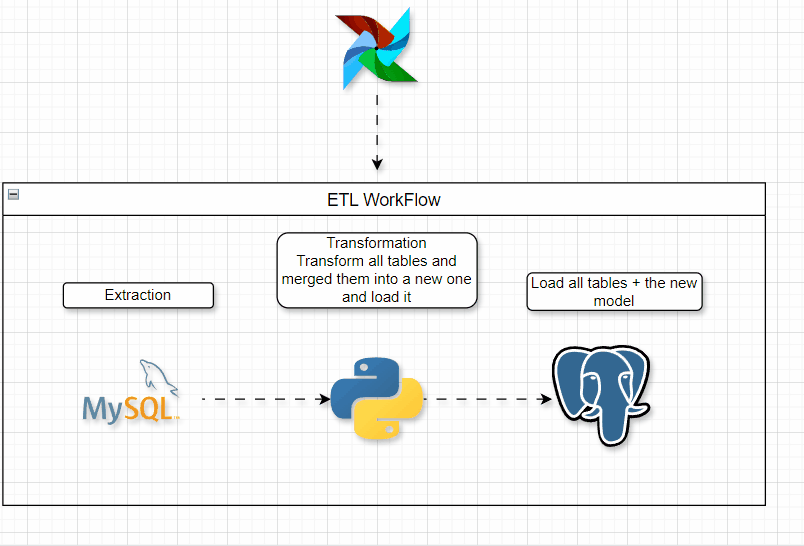 ETL WorkFlow
Transformation
Transform all tables and
merged them into a new one
and load it
Extraction
Load all tables + the new
model
MySQL